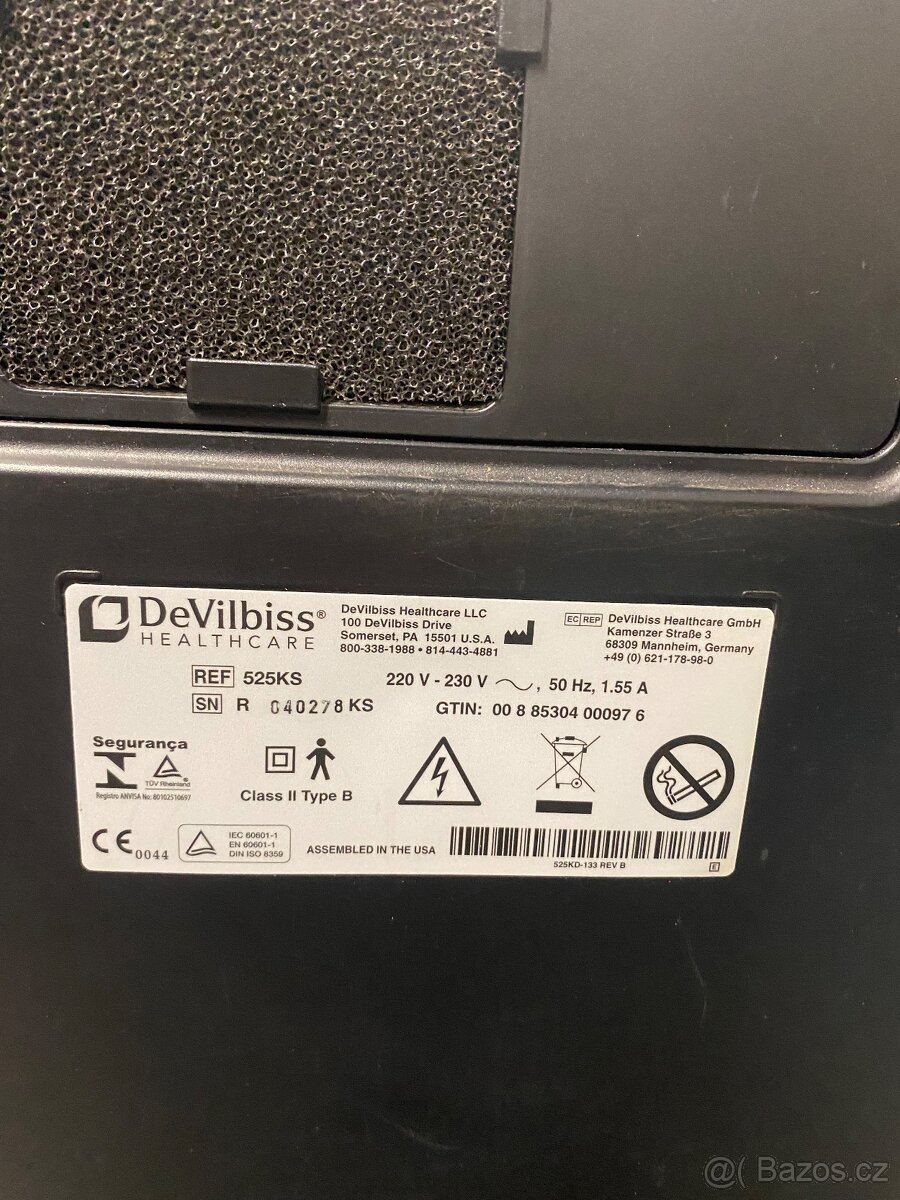 DeVilbiss®
HEALTHCARE
DeVilbiss Healthcare LLC
100 DeVilbiss Drive
Somerset, PA 15501 U.S.A.
800-338-1988 • 814-443-4881
EC REP
DeVilbiss Healthcare GmbH
Kamenzer Straße 3
68309 Mannheim, Germany
+49 (0) 621-178-98-0
REF 525KS
220 V - 230 V ~, 50 Hz, 1.55 A
SN R 040278 KS
GTIN: 00 8 85304 00097 6
Segurança
TÜV Rheinland
Registro ANVISA No: 80102510697
Class II Type B
CE 0044
IEC 60601-1
EN 60601-1
DIN ISO 8359
ASSEMBLED IN THE USA
525KD-133 REV B
E
@( Bazos.cz